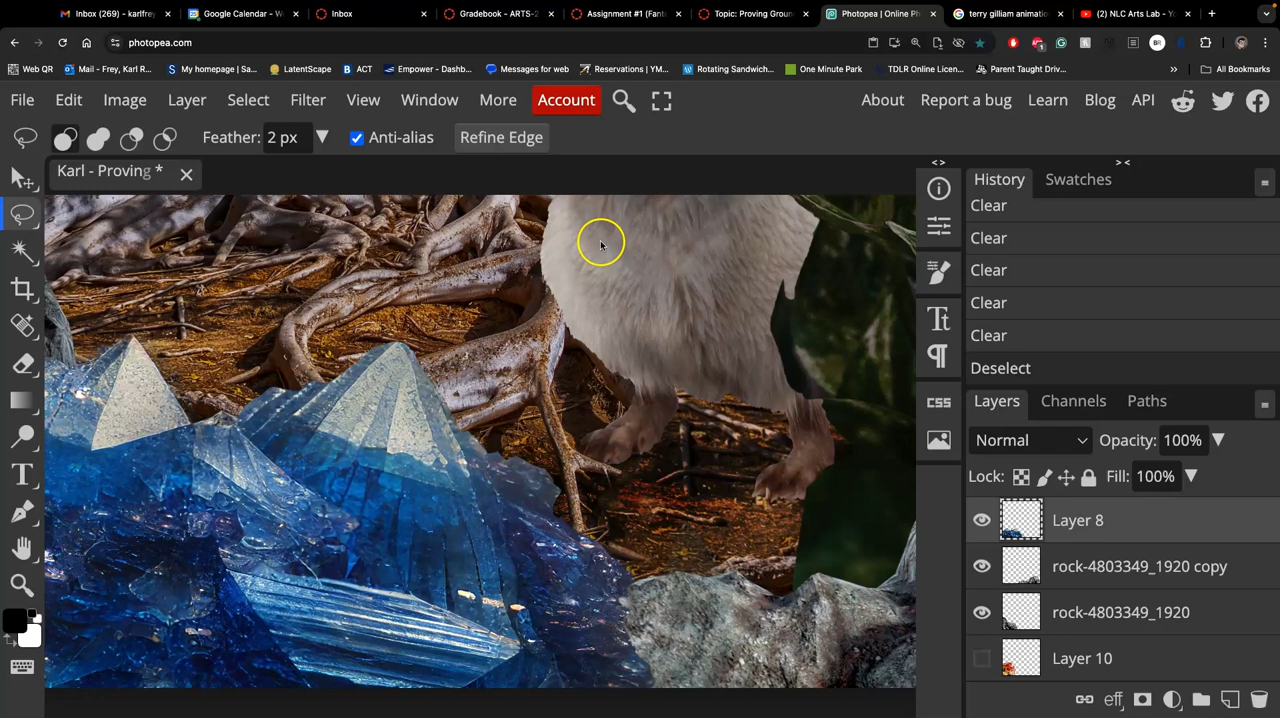 karlfrey
Google Calendar - W
Inbox
Gradebook - ARTS-2
Assignment #1 (Fant
Topic: Proving Groun
Photopea | Online Ph
terry gilliam animatio
(2) NLC Arts Lab - Y
photopea.com
Web QR
Mail - Frey, Karl R...
My homepage | Sa...
LatentScape
ACT
Empower - Dashb...
Messages for web
Reservations | YM...
Rotating Sandwich...
One Minute Park
TDLR Online Licen...
Parent Taught Driv...
All Bookmarks
File Edit Image Layer Select Filter View Window More Account About Report a bug Learn Blog API
Feather: 2 px Anti-alias Refine Edge
Karl - Proving *
History Swatches
Clear
Clear
Clear
Clear
Clear
Deselect
Layers Channels Paths
Normal Opacity: 100%
Lock: Fill: 100%
Layer 8
rock-4803349_1920 copy
rock-4803349_1920
Layer 10
CSS
eff